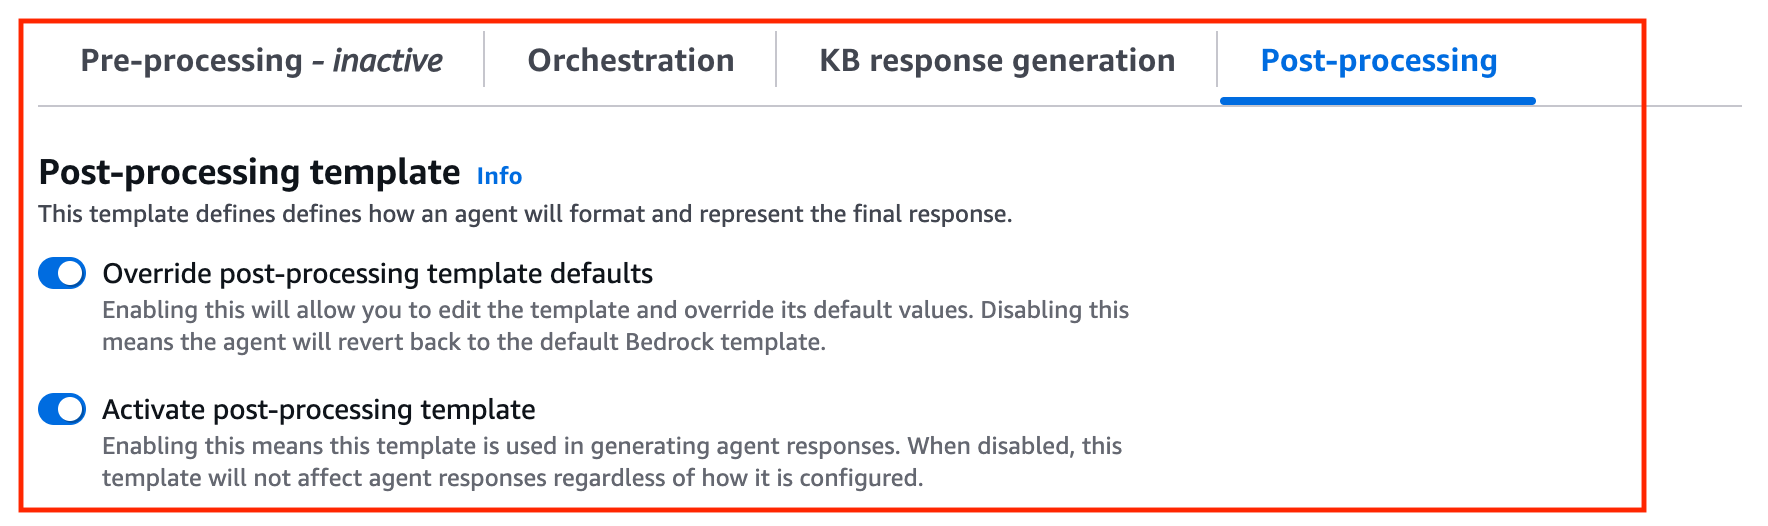 Pre-processing - inactive
Orchestration
KB response generation
Post-processing
Post-processing template Info
This template defines defines how an agent will format and represent the final response.
Override post-processing template defaults
Enabling this will allow you to edit the template and override its default values. Disabling this
means the agent will revert back to the default Bedrock template.
Activate post-processing template
Enabling this means this template is used in generating agent responses. When disabled, this
template will not affect agent responses regardless of how it is configured.